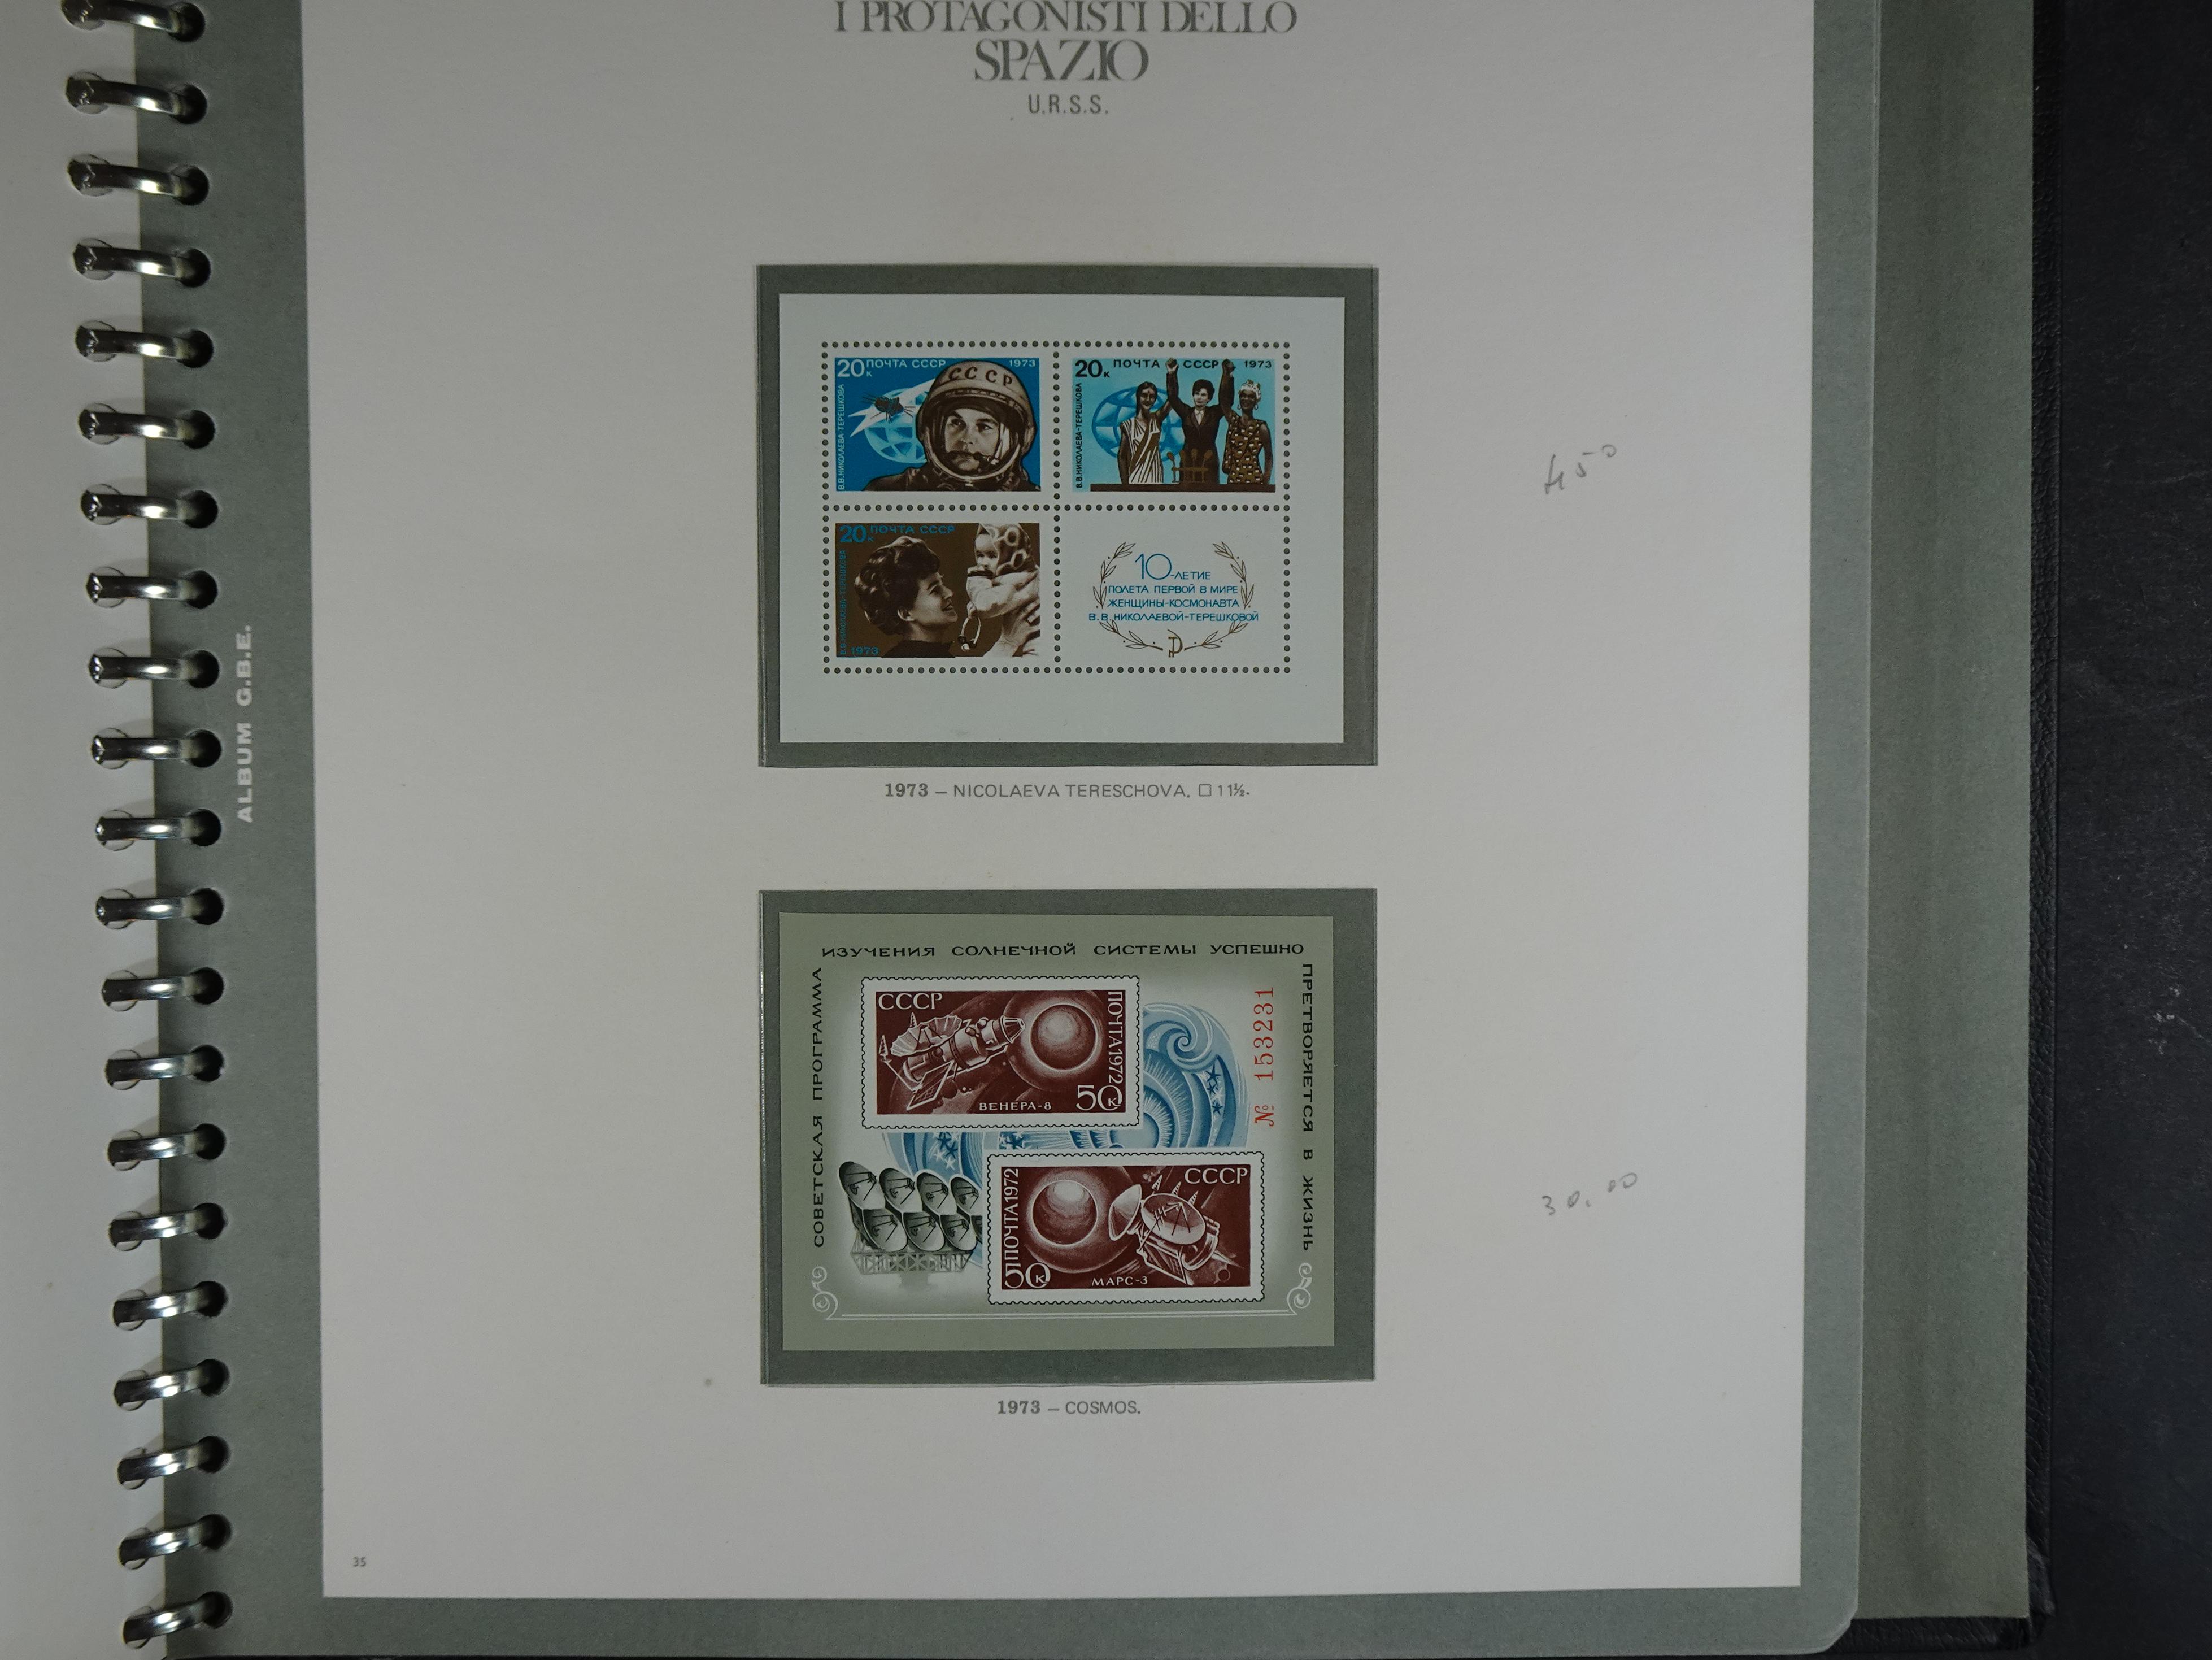 I PROTAGONISTI DELLO
SPAZIO
U.R.S.S.
ALBUM G.B.E.
20к ПОЧТА СССР 1973
СССР
В.В.НИКОЛАЕВА-ТЕРЕШКОВА
20к ПОЧТА СССР 1973
В.В.НИКОЛАЕВА-ТЕРЕШКОВА
20к ПОЧТА СССР
В.В.НИКОЛАЕВА-ТЕРЕШКОВА
1973
10-ЛЕТИЕ
ПОЛЕТА ПЕРВОЙ В МИРЕ
ЖЕНЩИНЫ-КОСМОНАВТА
В.В.НИКОЛАЕВОЙ-ТЕРЕШКОВОЙ
450
1973 – NICOLAEVA TERESCHOVA. □ 11½.
СОВЕТСКАЯ ПРОГРАММА
ИЗУЧЕНИЯ СОЛНЕЧНОЙ СИСТЕМЫ УСПЕШНО
ПРЕТВОРЯЕТСЯ В ЖИЗНЬ
СССР
ПОЧТА 1972
ВЕНЕРА-8
50к
№ 153231
ПОЧТА 1972
СССР
50к
МАРС-3
30.00
1973 – COSMOS.
35